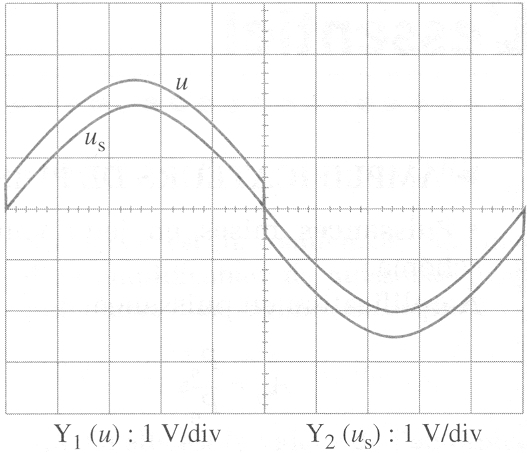 u
u_s
Y_1 (u) : 1 V/div Y_2 (u_s) : 1 V/div